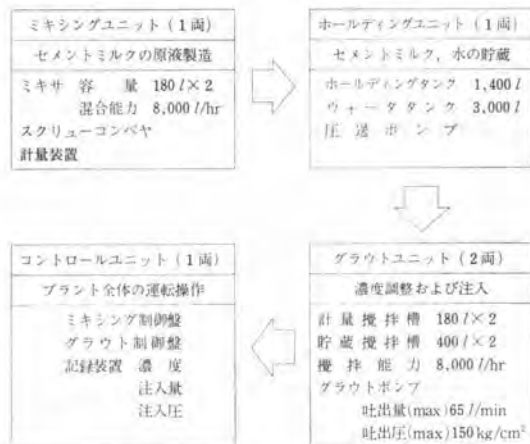 ミキシングユニット(1両)
セメントミルクの原液製造
ミキサ 容 量 180 l×2
混合能力 8,000 l/hr
スクリューコンベヤ
計量装置
ホールディングユニット(1両)
セメントミルク,水の貯蔵
ホールディングタンク 1,400 l
ウォータタンク 3,000 l
圧 送 ポ ン プ
コントロールユニット(1両)
プラント全体の運転操作
ミキシング制御盤
グラウト制御盤
記録装置 濃 度
注入量
注入圧
グラウトユニット(2両)
濃度調整および注入
計 量 攪 拌 槽 180 l×2
貯 蔵 攪 拌 槽 400 l×2
攪 拌 能 力 8,000 l/hr
グラウトポンプ
吐出量(max)65 l/min
吐出圧(max)150 kg/cm²